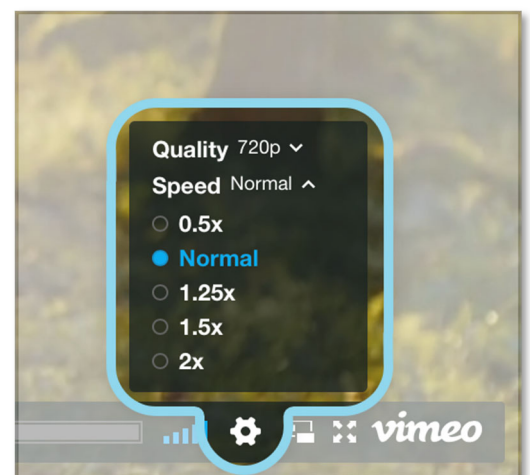 Quality 720p
Speed Normal
0.5x
Normal
1.25x
1.5x
2x
vimeo